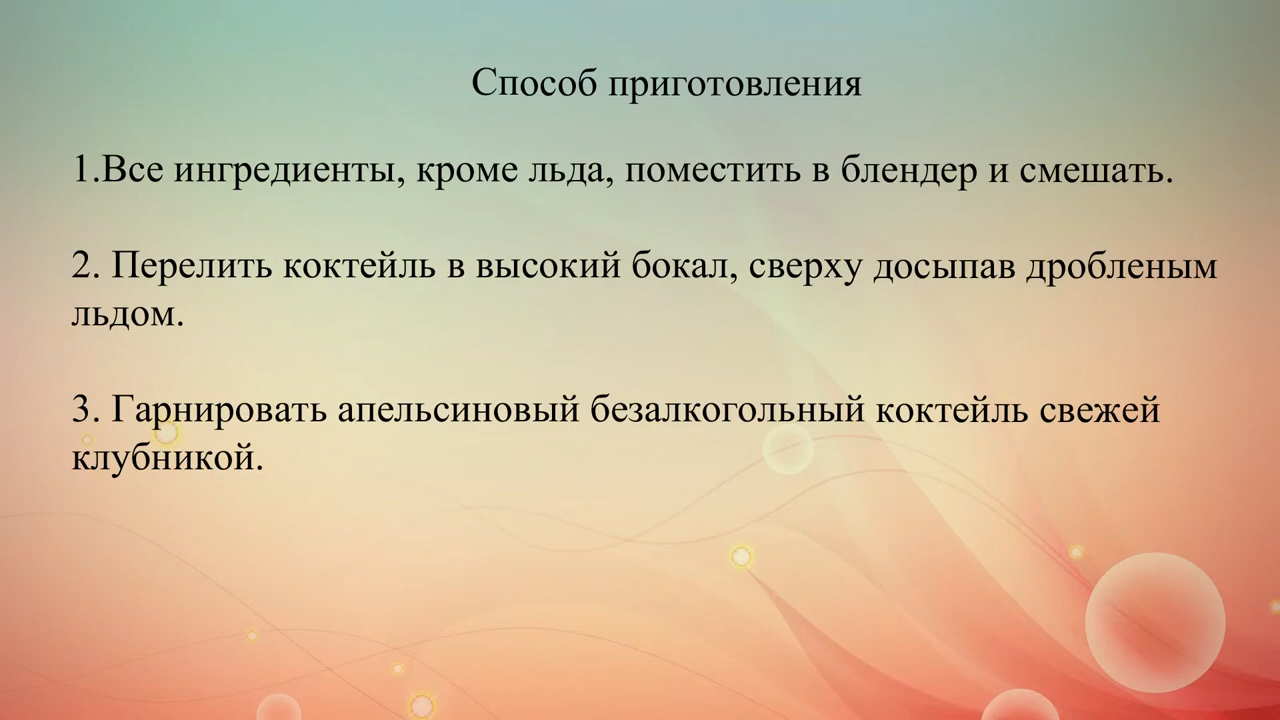 Способ приготовления
1.Все ингредиенты, кроме льда, поместить в блендер и смешать.
2. Перелить коктейль в высокий бокал, сверху досыпав дробленым
льдом.
3. Гарнировать апельсиновый безалкогольный коктейль свежей
клубникой.